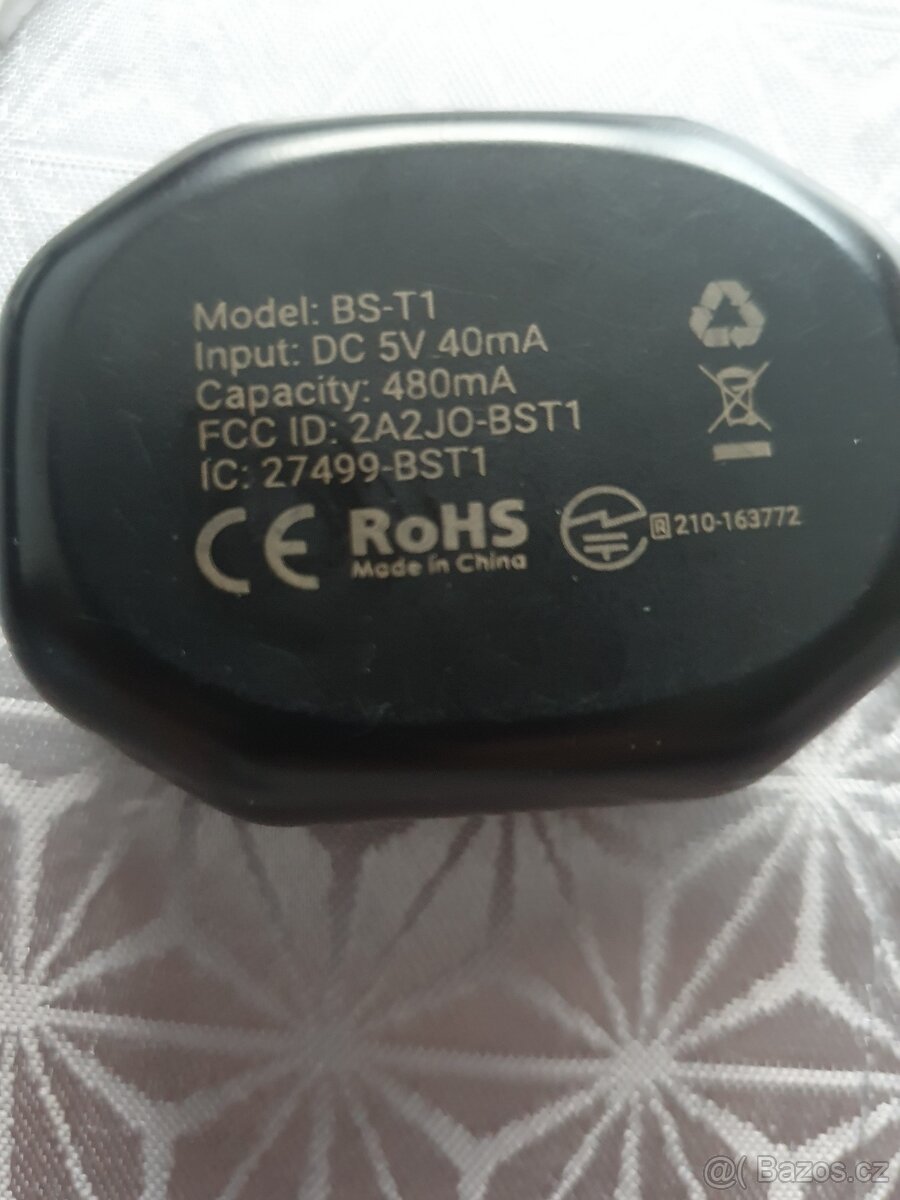 Model: BS-T1
Input: DC 5V 40mA
Capacity: 480mA
FCC ID: 2A2JO-BST1
IC: 27499-BST1
CE RoHS
Made in China
R 210-163772
@( Bazos.cz